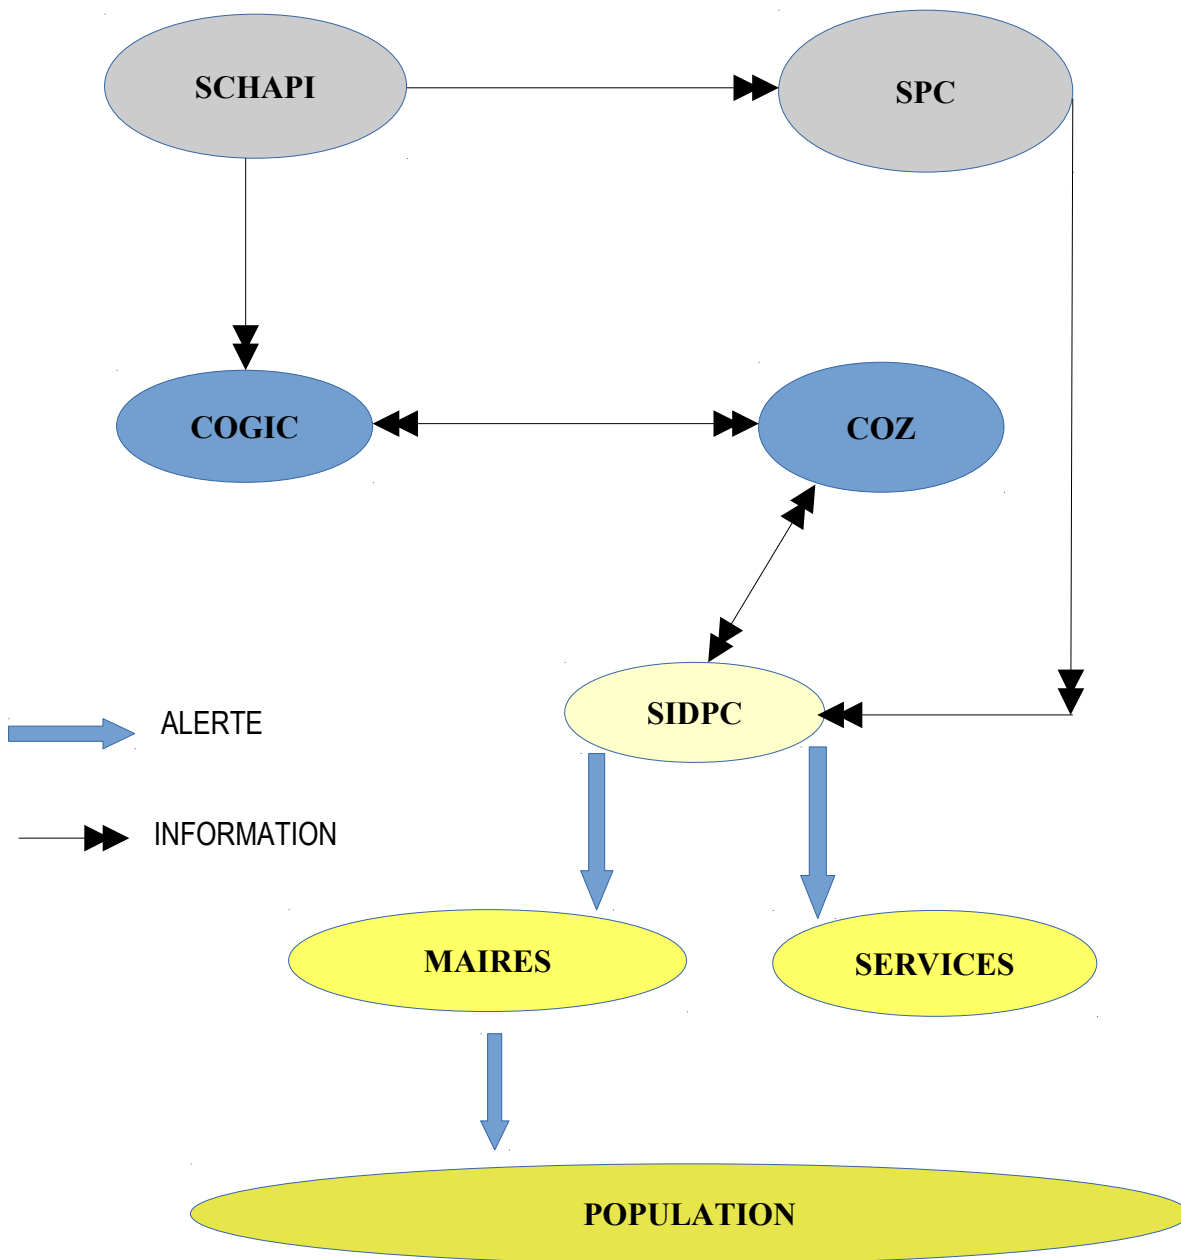 SCHAPI
SPC
COGIC
COZ
SIDPC
ALERTE
INFORMATION
MAIRES
SERVICES
POPULATION